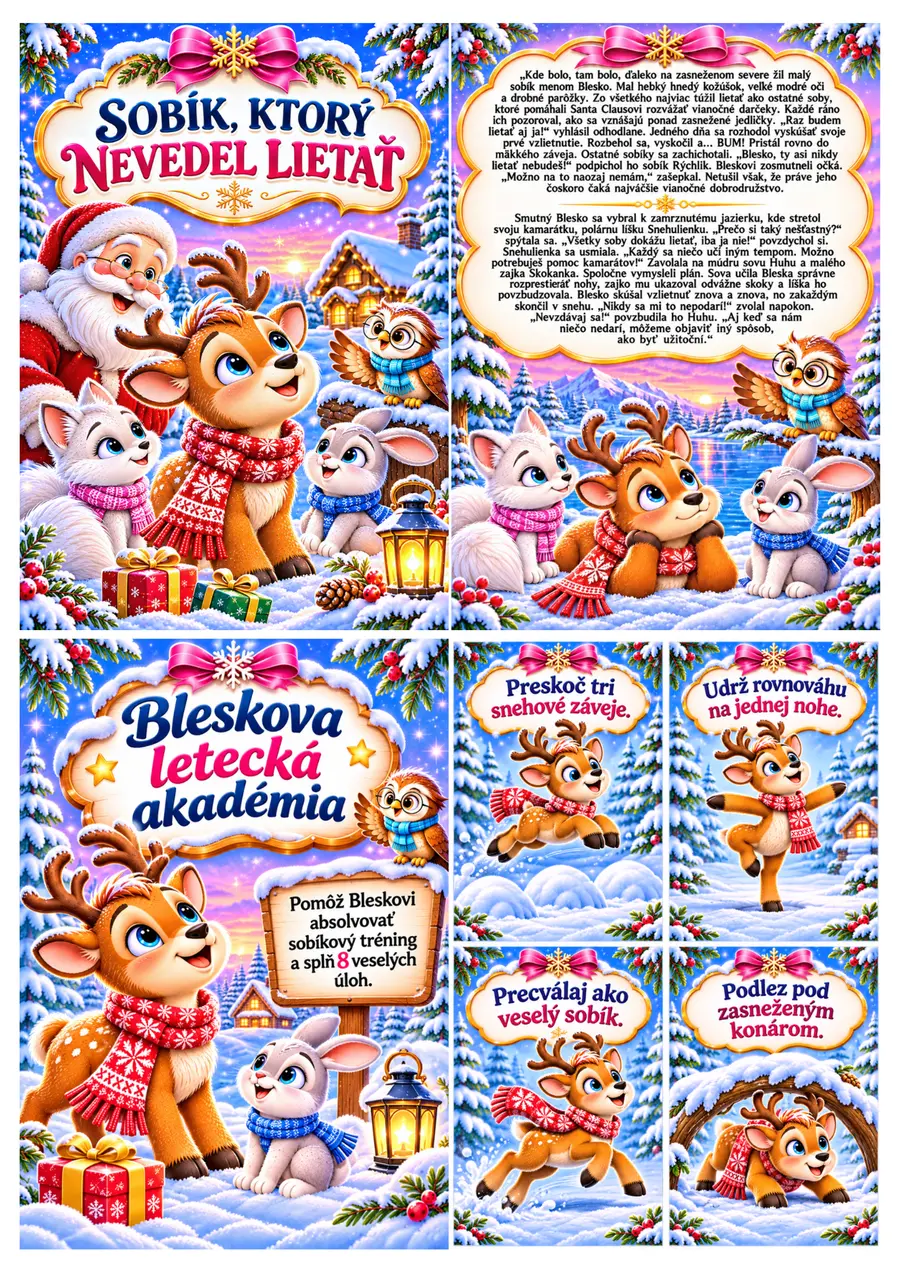 SOBÍK, KTORÝ
NEVEDEL LIETAŤ
„Kde bolo, tam bolo, ďaleko na zasneženom severe žil malý
sobík menom Blesko. Mal hebký hnedý kožúšok, veľké modré oči
a drobné parôžky. Zo všetkého najviac túžil lietať ako ostatné soby,
ktoré pomáhali Santa Clausovi rozvážať vianočné darčeky. Každé ráno
ich pozoroval, ako sa vznášajú ponad zasnežené jedličky. „Raz budem
lietať aj ja!“ vyhlásil odhodlane. Jedného dňa sa rozhodol vyskúšať svoje
prvé vzlietnutie. Rozbehol sa, vyskočil a... BUM! Pristál rovno do
mäkkého záveja. Ostatné sobíky sa zachichotali. „Blesko, ty asi nikdy
lietať nebudeš!“ podpichol ho sobík Rýchlik. Bleskovi zosmutneli očká.
„Možno na to naozaj nemám,“ zašepkal. Netušil však, že práve jeho
čoskoro čaká najväčšie vianočné dobrodružstvo.
Smutný Blesko sa vybral k zamrznutému jazierku, kde stretol
svoju kamarátku, polárnu líšku Snehulienku. „Prečo si taký nešťastný?“
spýtala sa. „Všetky soby dokážu lietať, iba ja nie!“ povzdychol si.
Snehulienka sa usmiala. „Každý sa niečo učí iným tempom. Možno
potrebuješ pomoc kamarátov!“ Zavolala na múdru sovu Huhu a malého
zajka Skokanka. Spoločne vymysleli plán. Sova učila Bleska správne
rozprestierať nohy, zajko mu ukazoval odvážne skoky a líška ho
povzbudzovala. Blesko skúšal vzlietnuť znova a znova, no zakaždým
skončil v snehu. „Nikdy sa mi to nepodarí!“ zvolal napokon.
„Nevzdávaj sa!“ povzbudila ho Huhu. „Aj keď sa nám
niečo nedarí, môžeme objaviť iný spôsob,
ako byť užitoční.“
Bleskova
letecká
akadémia
Pomôž Bleskovi
absolvovať
sobíkový tréning
a splň 8 veselých
úloh.
Preskoč tri
snehové záveje.
Udrž rovnováhu
na jednej nohe.
Precválaj ako
veselý sobík.
Podlez pod
zasneženým
konárom.